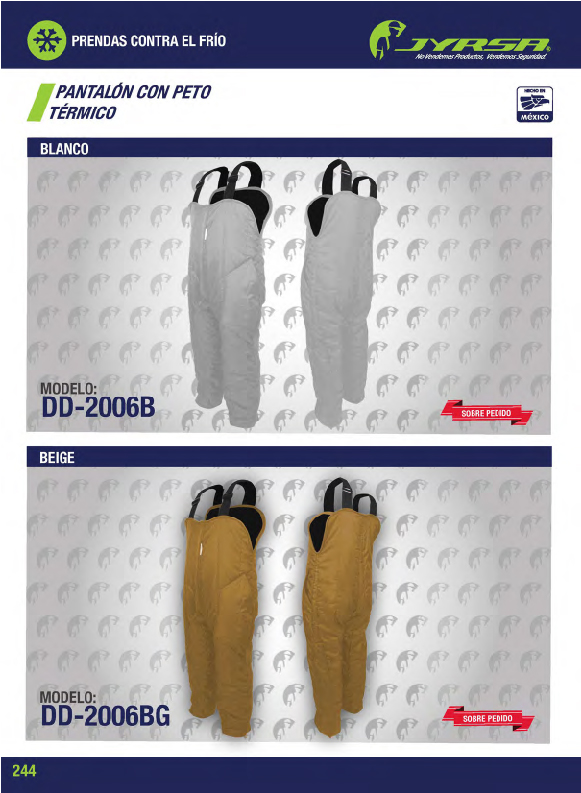 PRENDAS CONTRA EL FRÍO
JYRSA®
No Vendemos Productos, Vendemos Seguridad
PANTALÓN CON PETO
TÉRMICO
HECHO EN
MÉXICO
BLANCO
MODELO:
DD-2006B
SOBRE PEDIDO
BEIGE
MODELO:
DD-2006BG
SOBRE PEDIDO
244